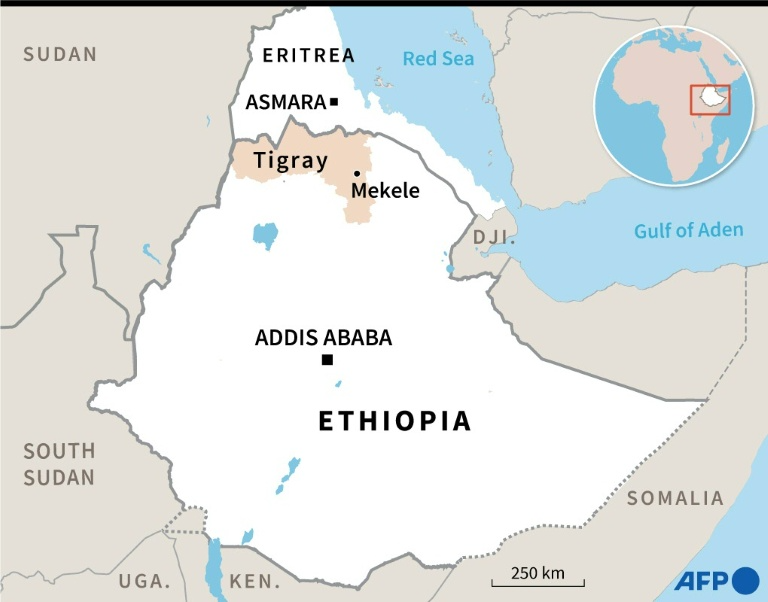 SUDAN
ERITREA
Red Sea
ASMARA
Tigray
Mekele
DJI.
Gulf of Aden
ADDIS ABABA
ETHIOPIA
SOUTH
SUDAN
SOMALIA
UGA.
KEN.
250 km
AFP